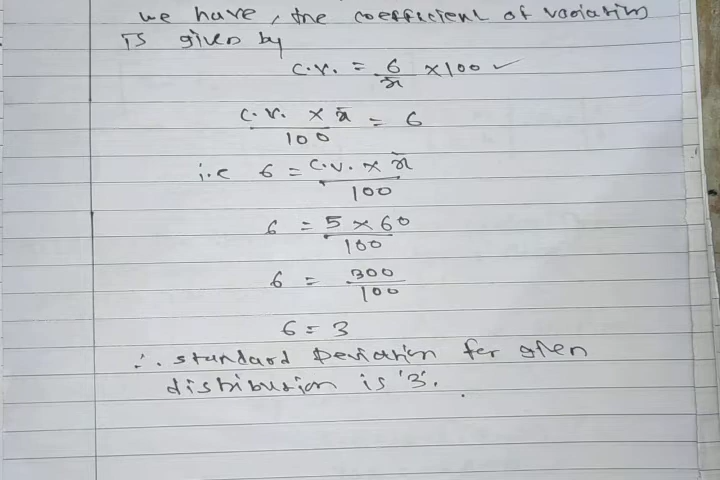 we have, the coefficient of variation
is given by
C.V. = σ/x̄ × 100 ✓
C.V. × x̄/100 = σ
i.e σ = C.V. × x̄/100
σ = 5 × 60/100
σ = 300/100
σ = 3
∴ standard Deviation for given
distribution is '3'.